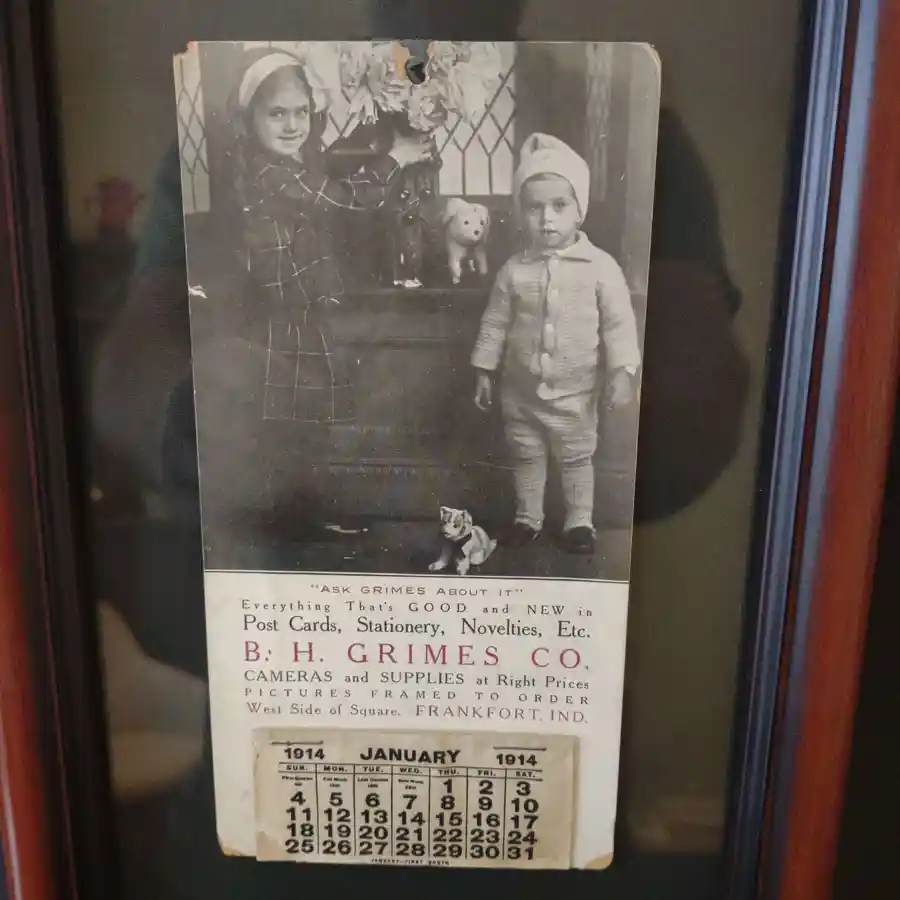 "ASK GRIMES ABOUT IT"
Everything That's GOOD and NEW in
Post Cards, Stationery, Novelties, Etc.
B. H. GRIMES CO.
CAMERAS and SUPPLIES at Right Prices
PICTURES FRAMED TO ORDER
West Side of Square. FRANKFORT, IND.
1914 JANUARY 1914
SUN. MON. TUE. WED. THU. FRI. SAT.
1 2 3
4 5 6 7 8 9 10
11 12 13 14 15 16 17
18 19 20 21 22 23 24
25 26 27 28 29 30 31
JANUARY—FIRST MONTH